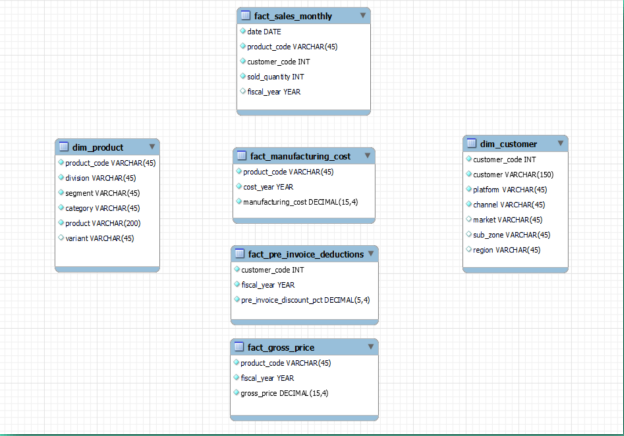 fact_sales_monthly
date DATE
product_code VARCHAR(45)
customer_code INT
sold_quantity INT
fiscal_year YEAR
dim_product
product_code VARCHAR(45)
division VARCHAR(45)
segment VARCHAR(45)
category VARCHAR(45)
product VARCHAR(200)
variant VARCHAR(45)
fact_manufacturing_cost
product_code VARCHAR(45)
cost_year YEAR
manufacturing_cost DECIMAL(15,4)
dim_customer
customer_code INT
customer VARCHAR(150)
platform VARCHAR(45)
channel VARCHAR(45)
market VARCHAR(45)
sub_zone VARCHAR(45)
region VARCHAR(45)
fact_pre_invoice_deductions
customer_code INT
fiscal_year YEAR
pre_invoice_discount_pct DECIMAL(5,4)
fact_gross_price
product_code VARCHAR(45)
fiscal_year YEAR
gross_price DECIMAL(15,4)